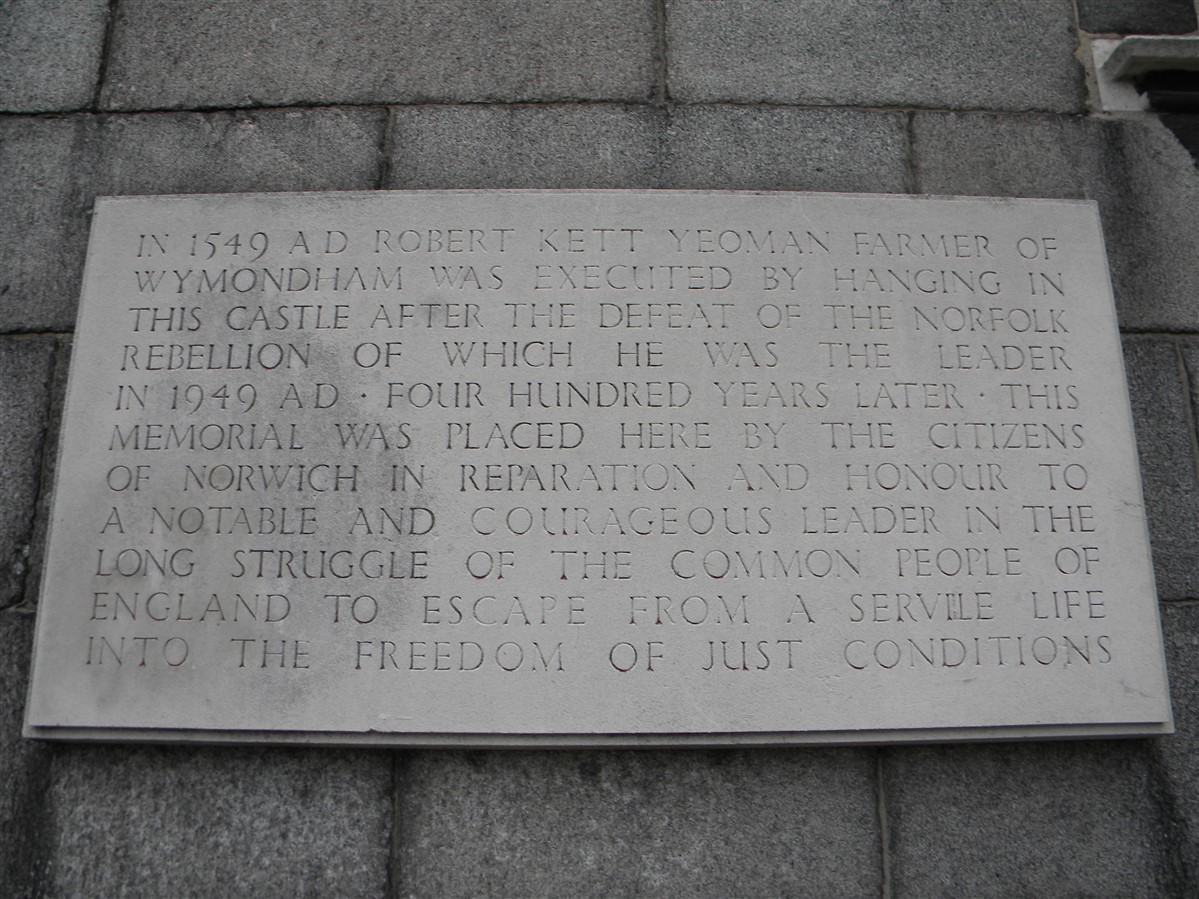 IN 1549 AD ROBERT KETT YEOMAN FARMER OF
WYMONDHAM WAS EXECUTED BY HANGING IN
THIS CASTLE AFTER THE DEFEAT OF THE NORFOLK
REBELLION OF WHICH HE WAS THE LEADER
IN 1949 AD · FOUR HUNDRED YEARS LATER · THIS
MEMORIAL WAS PLACED HERE BY THE CITIZENS
OF NORWICH IN REPARATION AND HONOUR TO
A NOTABLE AND COURAGEOUS LEADER IN THE
LONG STRUGGLE OF THE COMMON PEOPLE OF
ENGLAND TO ESCAPE FROM A SERVILE LIFE
INTO THE FREEDOM OF JUST CONDITIONS